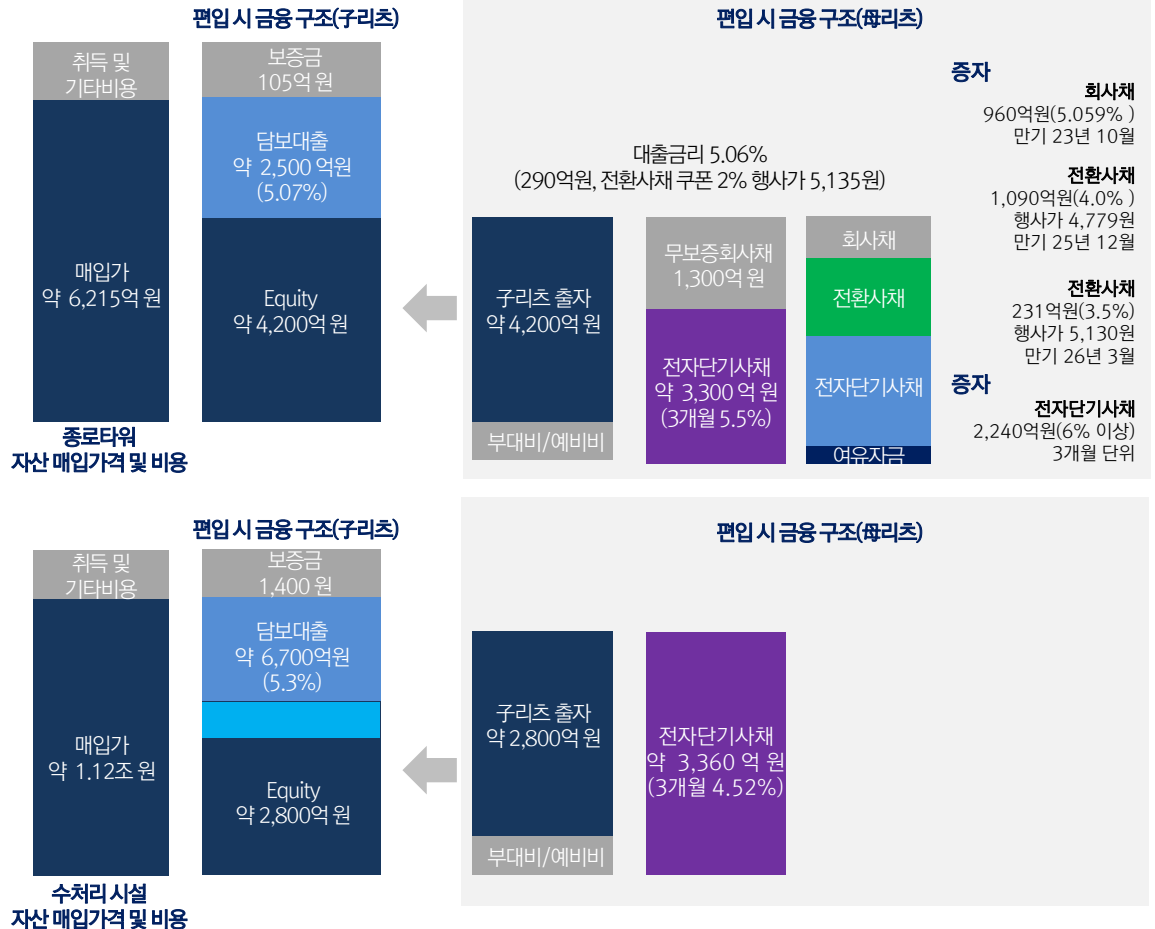 편입 시 금융 구조(子리츠)
편입 시 금융 구조(母리츠)
취득 및
기타비용
매입가
약 6,215억 원
종로타워
자산 매입가격 및 비용
보증금
105억 원
담보대출
약 2,500 억원
(5.07%)
Equity
약 4,200억 원
대출금리 5.06%
(290억원, 전환사채 쿠폰 2% 행사가 5,135원)
子리츠 출자
약 4,200억 원
부대비/예비비
무보증회사채
1,300억 원
전자단기사채
약 3,300 억 원
(3개월 5.5%)
회사채
전환사채
전자단기사채
여유자금
증자
회사채
960억원(5.059% )
만기 23년 10월
전환사채
1,090억원(4.0% )
행사가 4,779원
만기 25년 12월
전환사채
231억원(3.5%)
행사가 5,130원
만기 26년 3월
증자
전자단기사채
2,240억원(6% 이상)
3개월 단위
편입 시 금융 구조(子리츠)
편입 시 금융 구조(母리츠)
취득 및
기타비용
매입가
약 1.12조 원
수처리 시설
자산 매입가격 및 비용
보증금
1,400 원
담보대출
약 6,700억원
(5.3%)
Equity
약 2,800억 원
子리츠 출자
약 2,800억 원
부대비/예비비
전자단기사채
약 3,360 억 원
(3개월 4.52%)